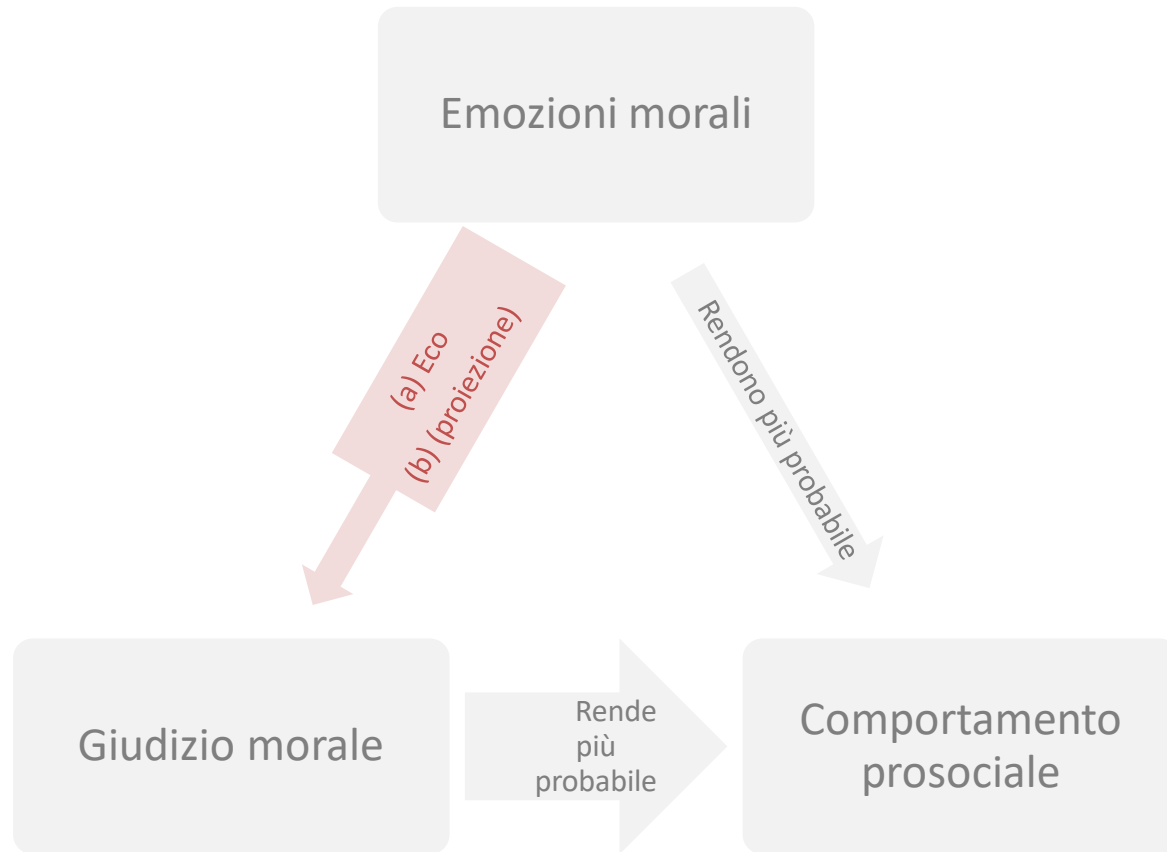 Emozioni morali
(a) Eco
(b) (proiezione)
Rendono più probabile
Giudizio morale
Rende
più
probabile
Comportamento
prosociale